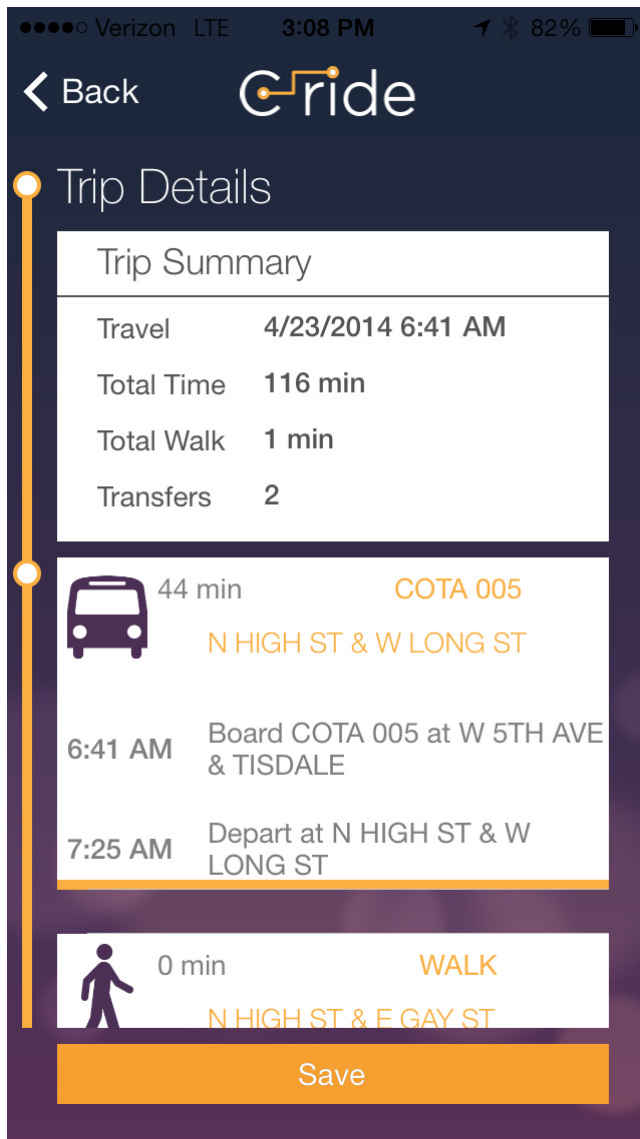 Verizon LTE 3:08 PM 82%
Back C-ride
Trip Details
Trip Summary
Travel 4/23/2014 6:41 AM
Total Time 116 min
Total Walk 1 min
Transfers 2
44 min COTA 005
N HIGH ST & W LONG ST
6:41 AM Board COTA 005 at W 5TH AVE
& TISDALE
7:25 AM Depart at N HIGH ST & W
LONG ST
0 min WALK
N HIGH ST & E GAY ST
Save